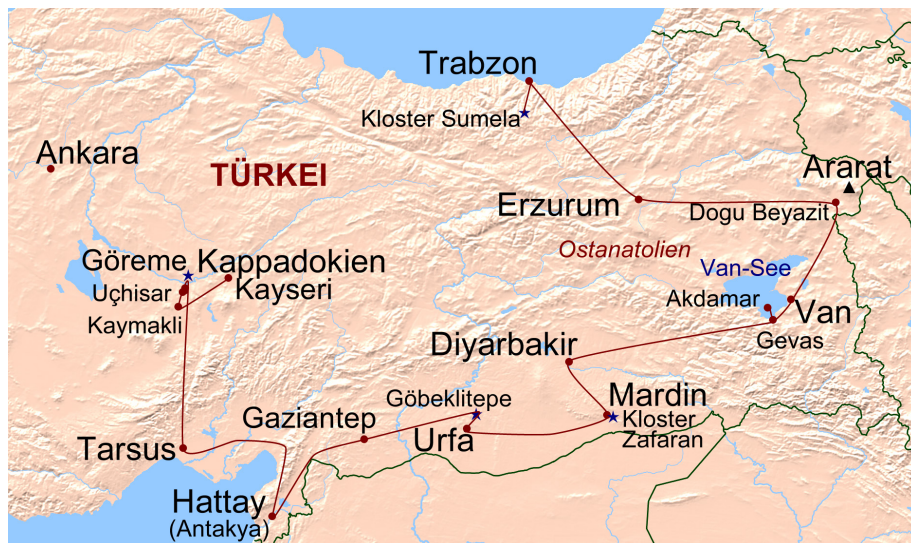 Trabzon
Kloster Sumela
Ankara
TÜRKEI
Ararat
Erzurum
Dogu Beyazit
Ostanatolien
Göreme
Kappadokien
Van-See
Uçhisar
Kayseri
Akdamar
Kaymakli
Van
Gevas
Diyarbakir
Göbeklitepe
Mardin
Gaziantep
Kloster
Zafaran
Urfa
Tarsus
Hattay
(Antakya)